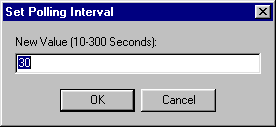 Set Polling Interval
New Value (10-300 Seconds):
30
OK
Cancel